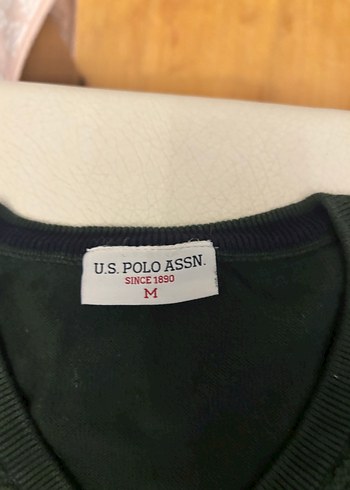 U.S. POLO ASSN.
SINCE 1890
M